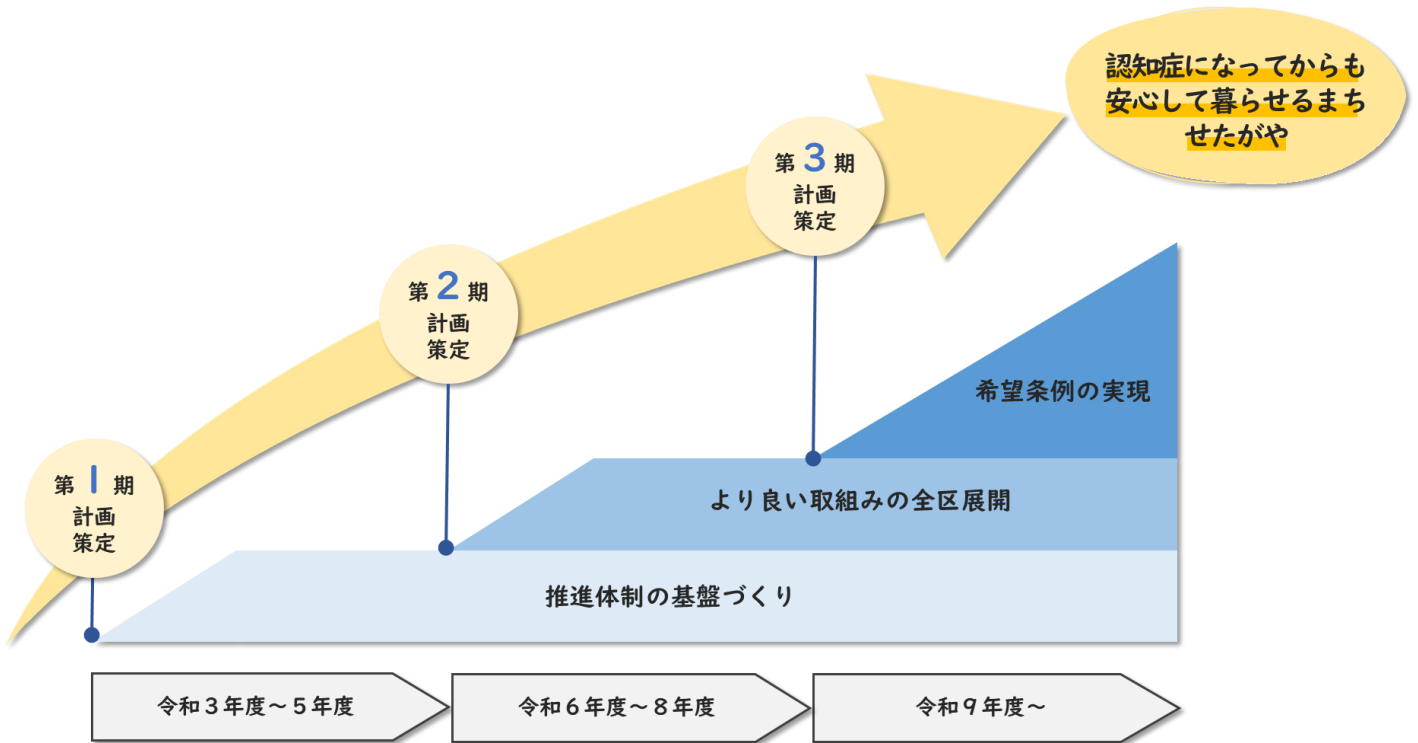 認知症になってからも
安心して暮らせるまち
せたがや
第3期
計画
策定
第2期
計画
策定
第1期
計画
策定
希望条例の実現
より良い取組みの全区展開
推進体制の基盤づくり
令和3年度～5年度
令和6年度～8年度
令和9年度～